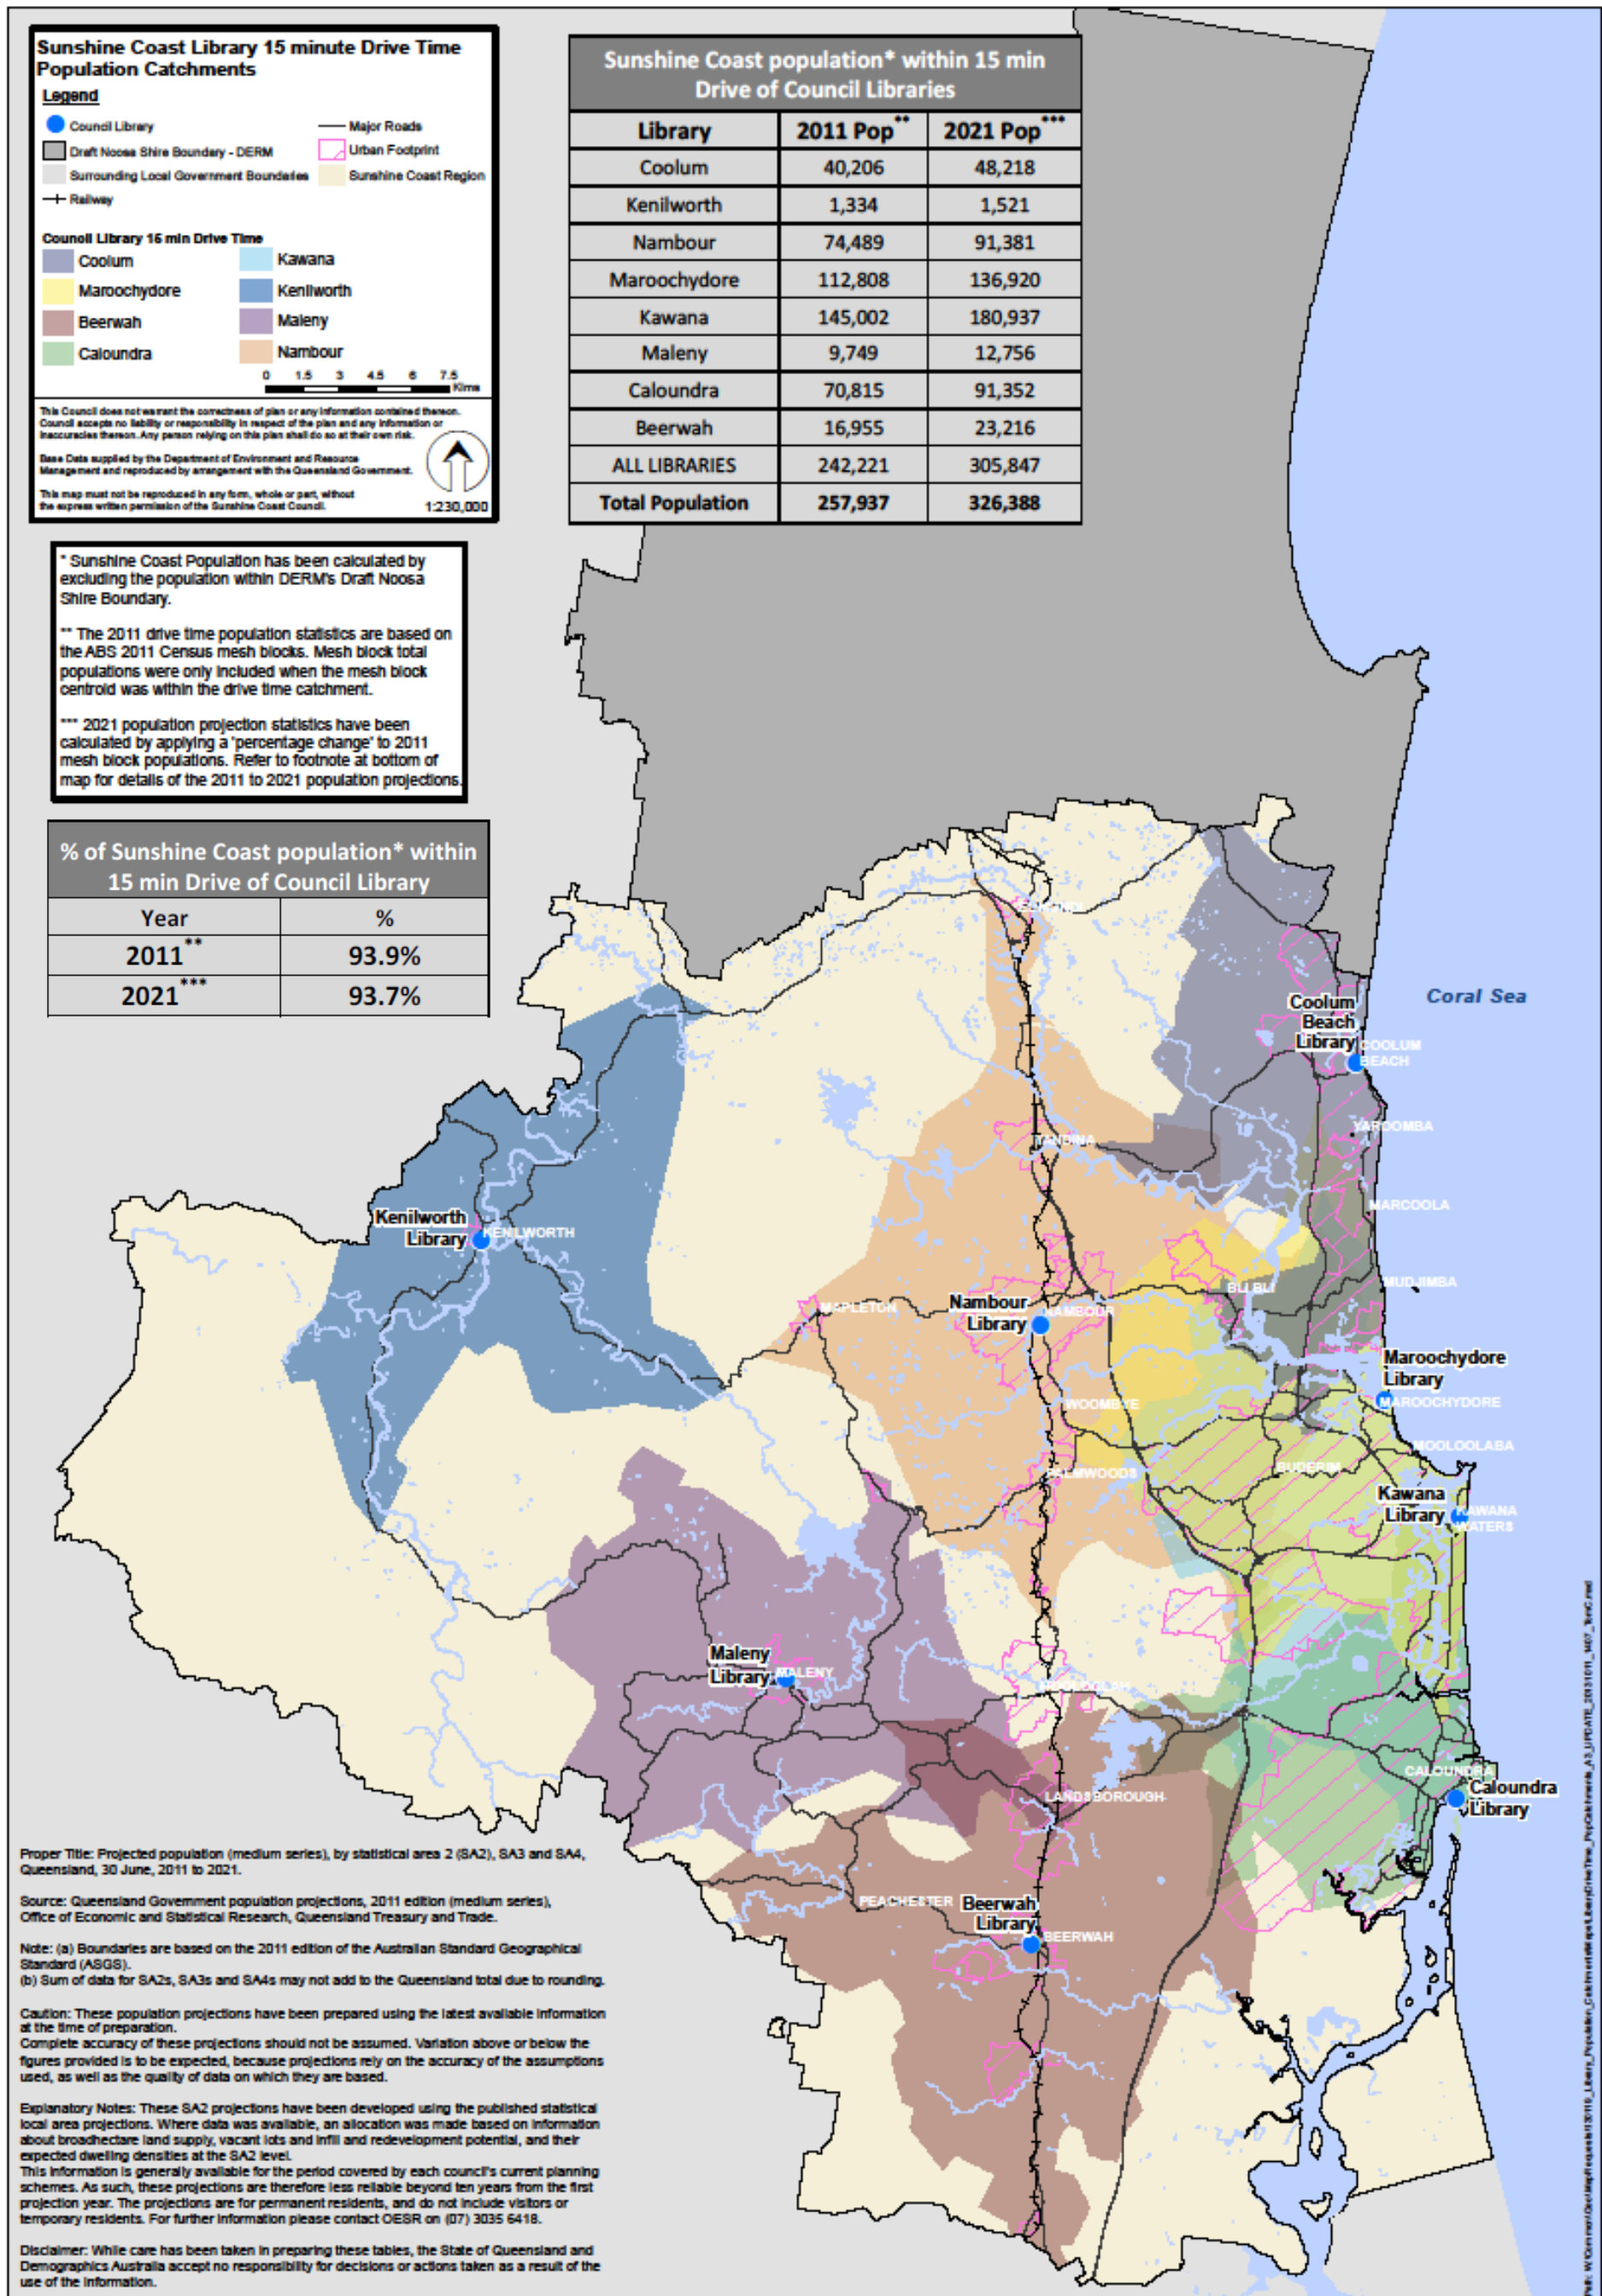 Sunshine Coast Library 15 minute Drive Time
Population Catchments
Legend
Council Library
Major Roads
Draft Noosa Shire Boundary - DERM
Urban Footprint
Surrounding Local Government Boundaries
Sunshine Coast Region
Railway
Council Library 15 min Drive Time
Coolum
Kawana
Maroochydore
Kenilworth
Beerwah
Maleny
Caloundra
Nambour
0 1.5 3 4.5 6 7.5
Klms
This Council does not warrant the correctness of plan or any information contained thereon.
Council accepts no liability or responsibility in respect of the plan and any information or
inaccuracies thereon. Any person relying on this plan shall do so at their own risk.
Base Data supplied by the Department of Environment and Resource
Management and reproduced by arrangement with the Queensland Government.
This map must not be reproduced in any form, whole or part, without
the express written permission of the Sunshine Coast Council.
1:230,000
Sunshine Coast population* within 15 min
Drive of Council Libraries
Library 2011 Pop** 2021 Pop***
Coolum 40,206 48,218
Kenilworth 1,334 1,521
Nambour 74,489 91,381
Maroochydore 112,808 136,920
Kawana 145,002 180,937
Maleny 9,749 12,756
Caloundra 70,815 91,352
Beerwah 16,955 23,216
ALL LIBRARIES 242,221 305,847
Total Population 257,937 326,388
* Sunshine Coast Population has been calculated by
excluding the population within DERM's Draft Noosa
Shire Boundary.
** The 2011 drive time population statistics are based on
the ABS 2011 Census mesh blocks. Mesh block total
populations were only included when the mesh block
centroid was within the drive time catchment.
*** 2021 population projection statistics have been
calculated by applying a 'percentage change' to 2011
mesh block populations. Refer to footnote at bottom of
map for details of the 2011 to 2021 population projections.
% of Sunshine Coast population* within
15 min Drive of Council Library
Year %
2011** 93.9%
2021*** 93.7%
Coral Sea
Coolum
Beach
Library
COOLUM
BEACH
YAROOMBA
YANDINA
MARCOOLA
Kenilworth
Library
KENILWORTH
MUDJIMBA
BLI BLI
MAPLETON
Nambour
Library
NAMBOUR
Maroochydore
Library
MAROOCHYDORE
WOOMBYE
MOOLOOLABA
BUDERIM
PALMWOODS
Kawana
Library
KAWANA
WATERS
Maleny
Library
MALENY
CALOUNDRA
Caloundra
Library
LANDSBOROUGH
PEACHESTER
Beerwah
Library
BEERWAH
Proper Title: Projected population (medium series), by statistical area 2 (SA2), SA3 and SA4,
Queensland, 30 June, 2011 to 2021.
Source: Queensland Government population projections, 2011 edition (medium series),
Office of Economic and Statistical Research, Queensland Treasury and Trade.
Note: (a) Boundaries are based on the 2011 edition of the Australian Standard Geographical
Standard (ASGS).
(b) Sum of data for SA2s, SA3s and SA4s may not add to the Queensland total due to rounding.
Caution: These population projections have been prepared using the latest available information
at the time of preparation.
Complete accuracy of these projections should not be assumed. Variation above or below the
figures provided is to be expected, because projections rely on the accuracy of the assumptions
used, as well as the quality of data on which they are based.
Explanatory Notes: These SA2 projections have been developed using the published statistical
local area projections. Where data was available, an allocation was made based on information
about broadhectare land supply, vacant lots and infill and redevelopment potential, and their
expected dwelling densities at the SA2 level.
This information is generally available for the period covered by each council's current planning
schemes. As such, these projections are therefore less reliable beyond ten years from the first
projection year. The projections are for permanent residents, and do not include visitors or
temporary residents. For further information please contact OESR on (07) 3035 6418.
Disclaimer: While care has been taken in preparing these tables, the State of Queensland and
Demographics Australia accept no responsibility for decisions or actions taken as a result of the
use of the information.